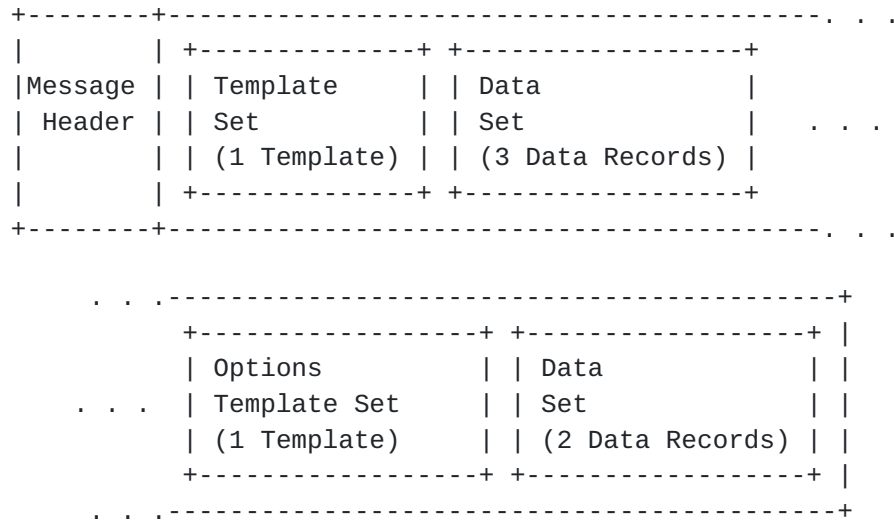 +--------+------------------------------------------. . .
|        | +--------------+ +------------------+
|Message | | Template     | | Data             |
| Header | | Set          | | Set              |   . . .
|        | | (1 Template) | | (3 Data Records) |
|        | +--------------+ +------------------+
+--------+------------------------------------------. . .
     . . .-------------------------------------------+
           +------------------+ +------------------+ |
           | Options          | | Data             | |
    . . .  | Template Set     | | Set              | |
           | (1 Template)     | | (2 Data Records) | |
           +------------------+ +------------------+ |
     . . .-------------------------------------------+